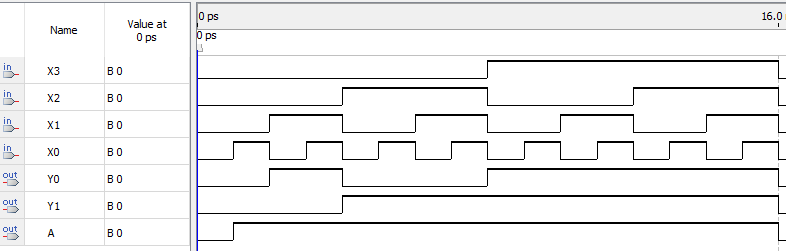 Name
Value at
0 ps
0 ps
16.0
0 ps
in X3 B 0
in X2 B 0
in X1 B 0
in X0 B 0
out Y0 B 0
out Y1 B 0
out A B 0